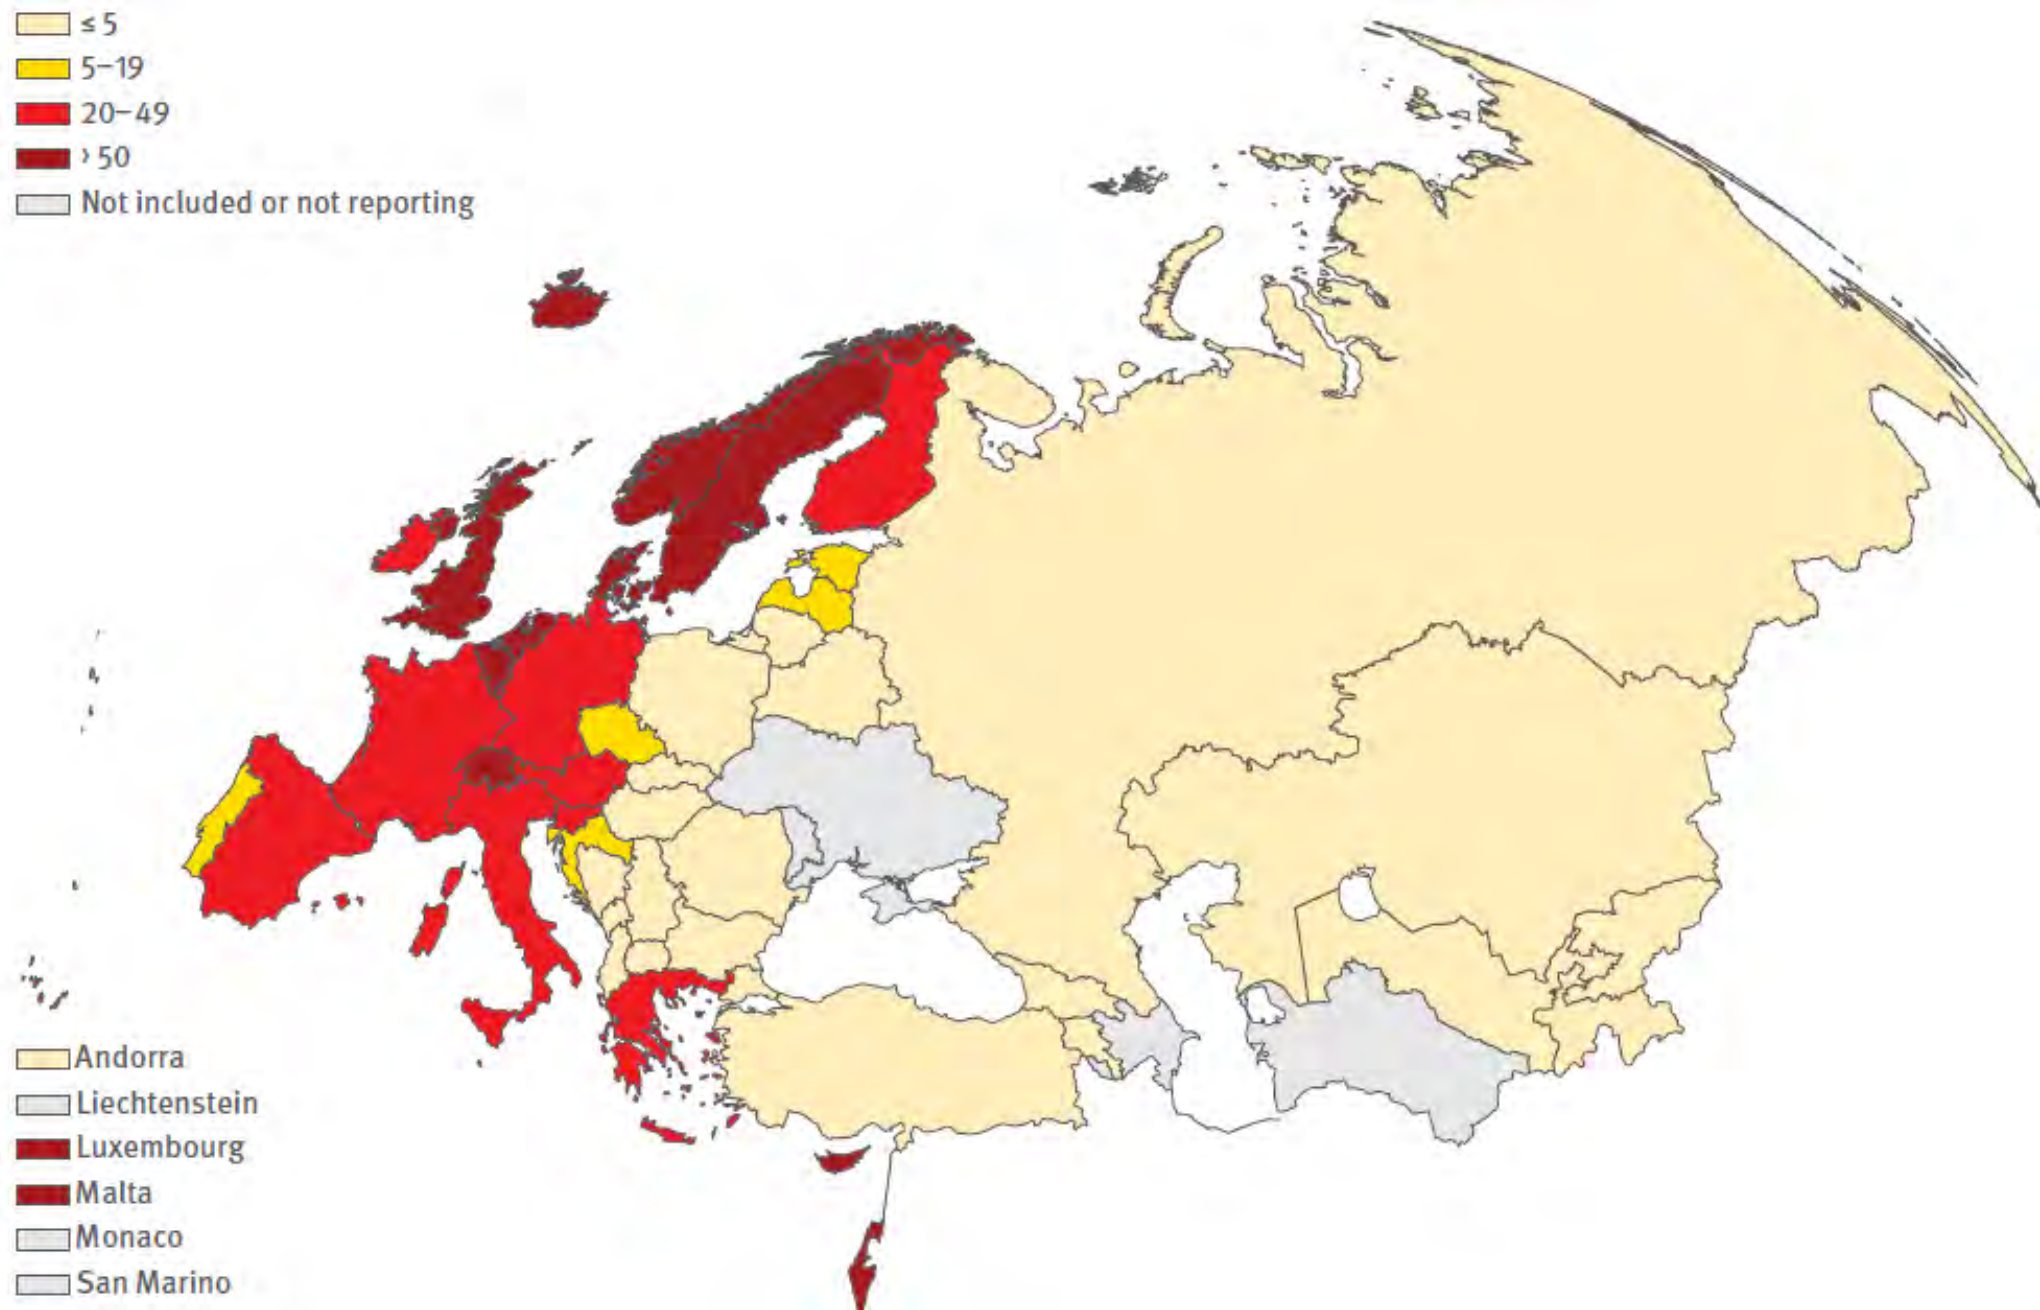 ≤ 5
5–19
20–49
> 50
Not included or not reporting
Andorra
Liechtenstein
Luxembourg
Malta
Monaco
San Marino